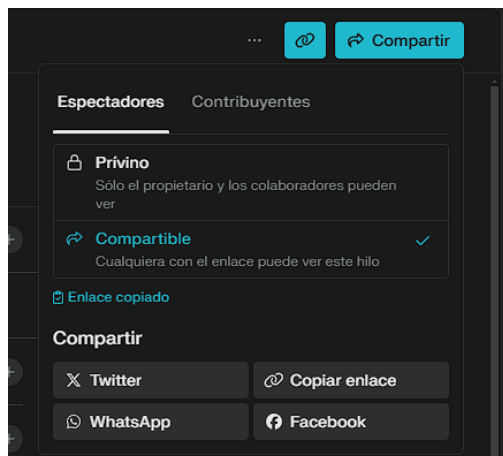 Compartir
Espectadores Contribuyentes
Prívino
Sólo el propietario y los colaboradores pueden
ver
Compartible
Cualquiera con el enlace puede ver este hilo
Enlace copiado
Compartir
Twitter Copiar enlace
WhatsApp Facebook